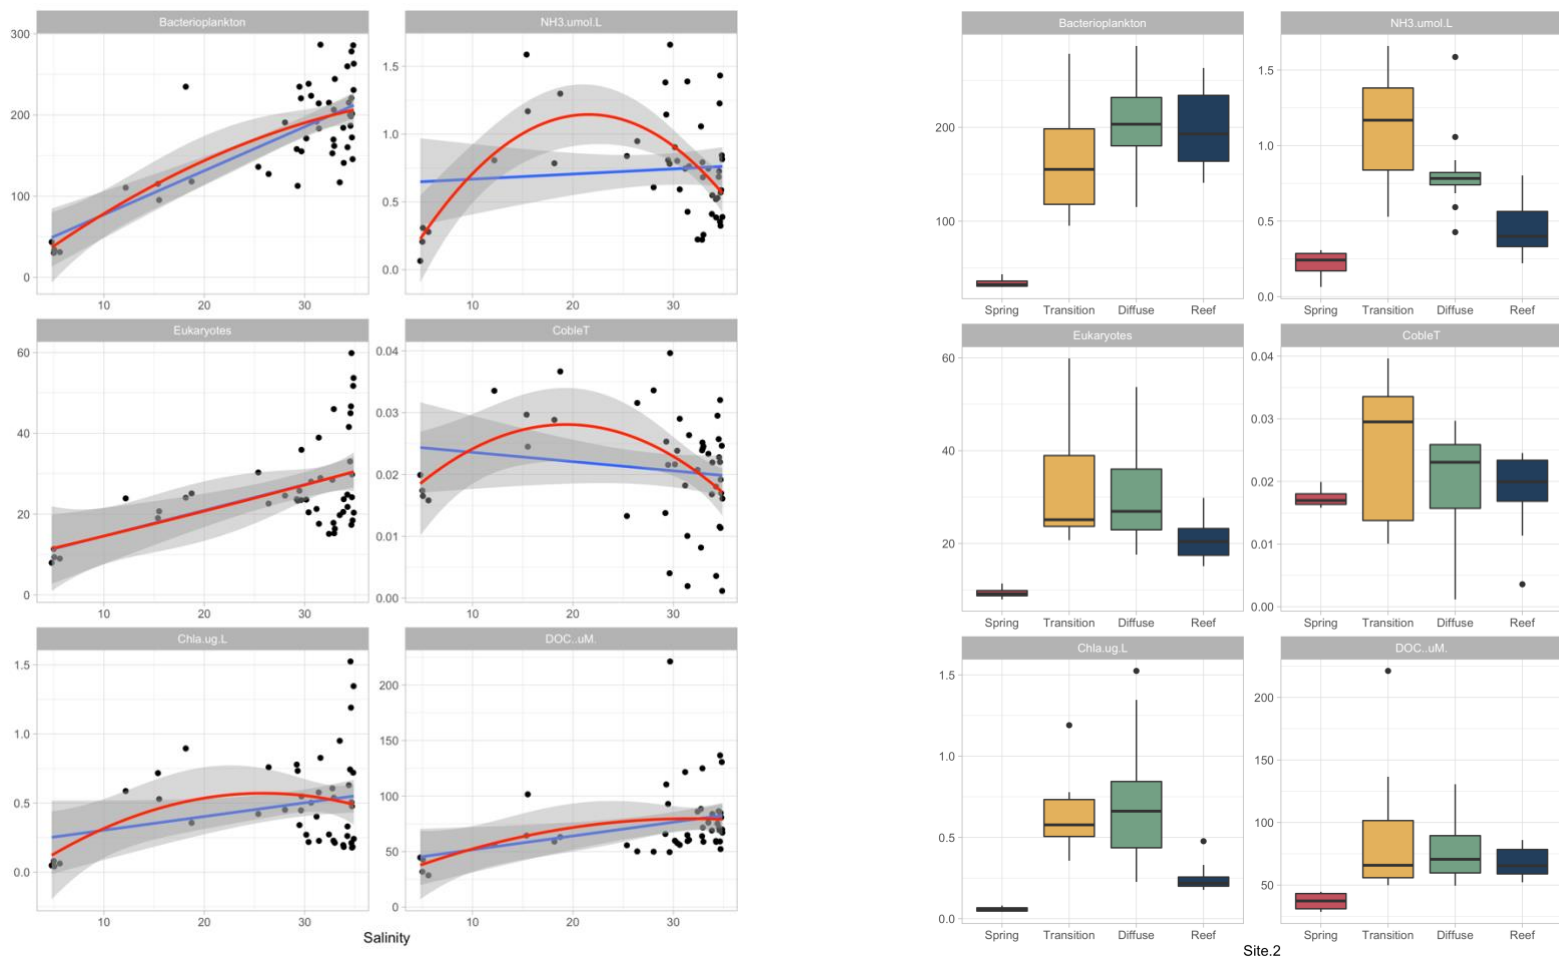 Bacterioplankton
NH3.umol.L
300
200
100
0
1.5
1.0
0.5
0.0
10 20 30
10 20 30
Eukaryotes
CobleT
60
40
20
0
0.04
0.03
0.02
0.01
0.00
10 20 30
10 20 30
Chla.ug.L
DOC..uM.
1.5
1.0
0.5
0.0
200
150
100
50
0
10 20 30
10 20 30
Salinity
Bacterioplankton
NH3.umol.L
200
100
1.5
1.0
0.5
0.0
Spring Transition Diffuse Reef
Spring Transition Diffuse Reef
Eukaryotes
CobleT
60
40
20
0.04
0.03
0.02
0.01
0.00
Spring Transition Diffuse Reef
Spring Transition Diffuse Reef
Chla.ug.L
DOC..uM.
1.5
1.0
0.5
0.0
200
150
100
50
Spring Transition Diffuse Reef
Spring Transition Diffuse Reef
Site.2